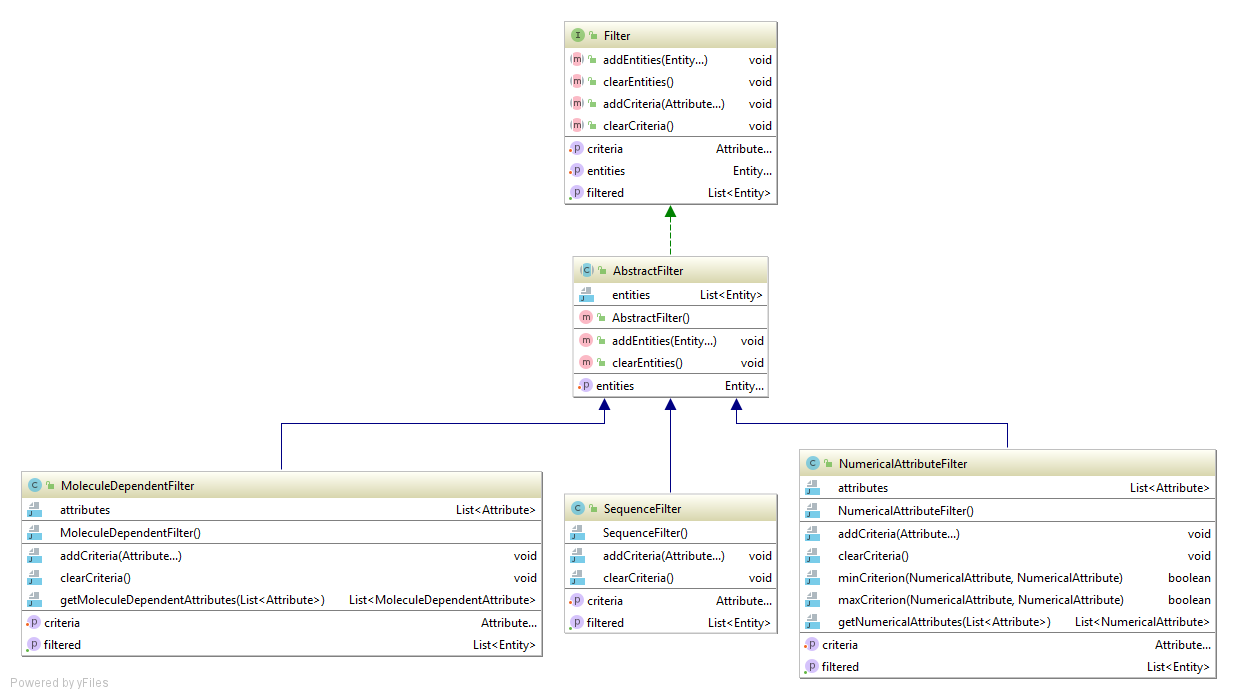 Filter
addEntities(Entity...) void
clearEntities() void
addCriteria(Attribute...) void
clearCriteria() void
criteria Attribute...
entities Entity...
filtered List<Entity>
AbstractFilter
entities List<Entity>
AbstractFilter()
addEntities(Entity...) void
clearEntities() void
entities Entity...
MoleculeDependentFilter
attributes List<Attribute>
MoleculeDependentFilter()
addCriteria(Attribute...) void
clearCriteria() void
getMoleculeDependentAttributes(List<Attribute>) List<MoleculeDependentAttribute>
criteria Attribute...
filtered List<Entity>
SequenceFilter
SequenceFilter()
addCriteria(Attribute...) void
clearCriteria() void
criteria Attribute...
filtered List<Entity>
NumericalAttributeFilter
attributes List<Attribute>
NumericalAttributeFilter()
addCriteria(Attribute...) void
clearCriteria() void
minCriterion(NumericalAttribute, NumericalAttribute) boolean
maxCriterion(NumericalAttribute, NumericalAttribute) boolean
getNumericalAttributes(List<Attribute>) List<NumericalAttribute>
criteria Attribute...
filtered List<Entity>
Powered by yFiles